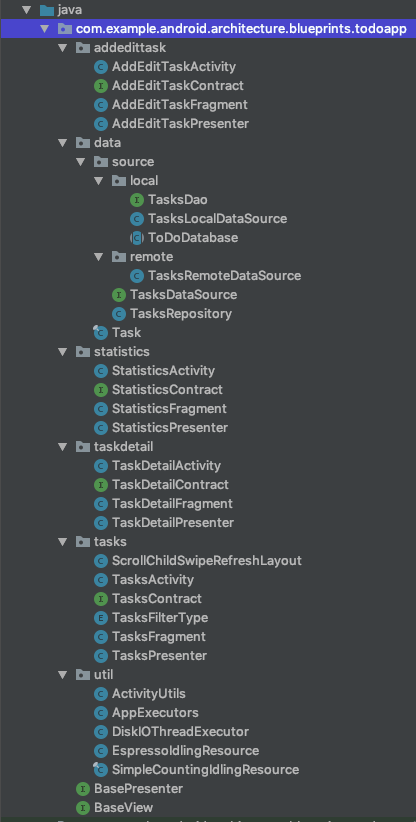 java
com.example.android.architecture.blueprints.todoapp
addedittask
C AddEditTaskActivity
I AddEditTaskContract
C AddEditTaskFragment
C AddEditTaskPresenter
data
source
local
I TasksDao
C TasksLocalDataSource
C ToDoDatabase
remote
C TasksRemoteDataSource
I TasksDataSource
C TasksRepository
C Task
statistics
C StatisticsActivity
I StatisticsContract
C StatisticsFragment
C StatisticsPresenter
taskdetail
C TaskDetailActivity
I TaskDetailContract
C TaskDetailFragment
C TaskDetailPresenter
tasks
C ScrollChildSwipeRefreshLayout
C TasksActivity
I TasksContract
E TasksFilterType
C TasksFragment
C TasksPresenter
util
C ActivityUtils
C AppExecutors
C DiskIOThreadExecutor
C EspressoIdlingResource
C SimpleCountingIdlingResource
I BasePresenter
I BaseView